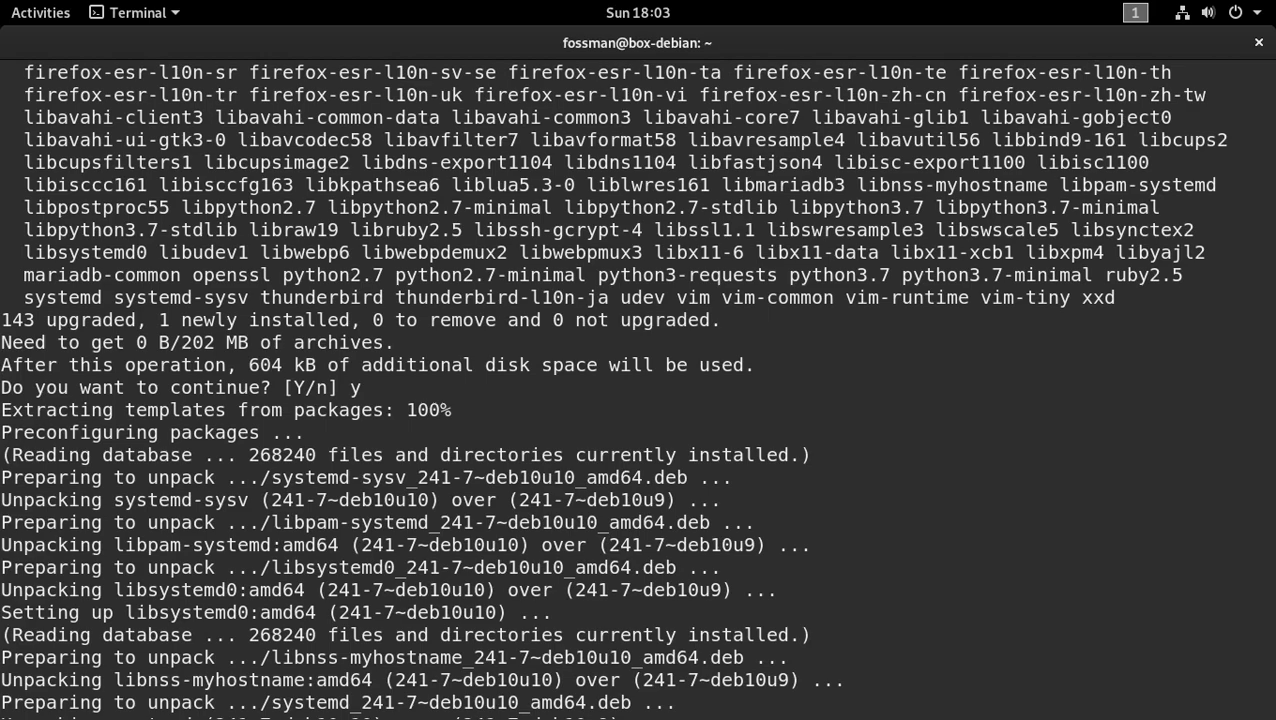 Activities Terminal Sun 18:03 1
fossman@box-debian: ~ ×
firefox-esr-l10n-sr firefox-esr-l10n-sv-se firefox-esr-l10n-ta firefox-esr-l10n-te firefox-esr-l10n-th
firefox-esr-l10n-tr firefox-esr-l10n-uk firefox-esr-l10n-vi firefox-esr-l10n-zh-cn firefox-esr-l10n-zh-tw
libavahi-client3 libavahi-common-data libavahi-common3 libavahi-core7 libavahi-glib1 libavahi-gobject0
libavahi-ui-gtk3-0 libavcodec58 libavfilter7 libavformat58 libavresample4 libavutil56 libbind9-161 libcups2
libcupsfilters1 libcupsimage2 libdns-export1104 libdns1104 libfastjson4 libisc-export1100 libisc1100
libisccc161 libisccfg163 libkpathsea6 liblua5.3-0 liblwres161 libmariadb3 libnss-myhostname libpam-systemd
libpostproc55 libpython2.7 libpython2.7-minimal libpython2.7-stdlib libpython3.7 libpython3.7-minimal
libpython3.7-stdlib libraw19 libruby2.5 libssh-gcrypt-4 libssl1.1 libswresample3 libswscale5 libsynctex2
libsystemd0 libudev1 libwebp6 libwebpdemux2 libwebpmux3 libx11-6 libx11-data libx11-xcb1 libxpm4 libyajl2
mariadb-common openssl python2.7 python2.7-minimal python3-requests python3.7 python3.7-minimal ruby2.5
systemd systemd-sysv thunderbird thunderbird-l10n-ja udev vim vim-common vim-runtime vim-tiny xxd
143 upgraded, 1 newly installed, 0 to remove and 0 not upgraded.
Need to get 0 B/202 MB of archives.
After this operation, 604 kB of additional disk space will be used.
Do you want to continue? [Y/n] y
Extracting templates from packages: 100%
Preconfiguring packages ...
(Reading database ... 268240 files and directories currently installed.)
Preparing to unpack .../systemd-sysv_241-7~deb10u10_amd64.deb ...
Unpacking systemd-sysv (241-7~deb10u10) over (241-7~deb10u9) ...
Preparing to unpack .../libpam-systemd_241-7~deb10u10_amd64.deb ...
Unpacking libpam-systemd:amd64 (241-7~deb10u10) over (241-7~deb10u9) ...
Preparing to unpack .../libsystemd0_241-7~deb10u10_amd64.deb ...
Unpacking libsystemd0:amd64 (241-7~deb10u10) over (241-7~deb10u9) ...
Setting up libsystemd0:amd64 (241-7~deb10u10) ...
(Reading database ... 268240 files and directories currently installed.)
Preparing to unpack .../libnss-myhostname_241-7~deb10u10_amd64.deb ...
Unpacking libnss-myhostname:amd64 (241-7~deb10u10) over (241-7~deb10u9) ...
Preparing to unpack .../systemd_241-7~deb10u10_amd64.deb ...